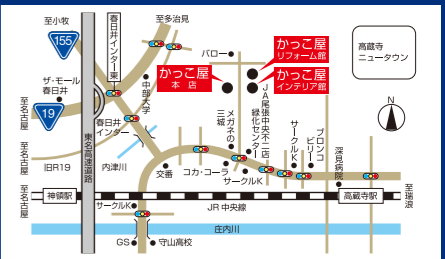 至小牧
155
春日井インター東
至多治見
バロー
かっこ屋
本店
かっこ屋
リフォーム館
かっこ屋
インテリア館
高蔵寺
ニュータウン
ザ・モール
春日井
至名古屋
19
中部大学
春日井
インター
メガネの
三城
JA尾張中央不二店
緑化センター
サークルK
ブロンコ
ビリー
深見病院
N
至名古屋
旧R19
東名高速道路
内津川
交番
コカ・コーラ
サークルK
至名古屋
神領駅
JR中央線
高蔵寺駅
至瑞浪
サークルK
庄内川
GS
守山高校